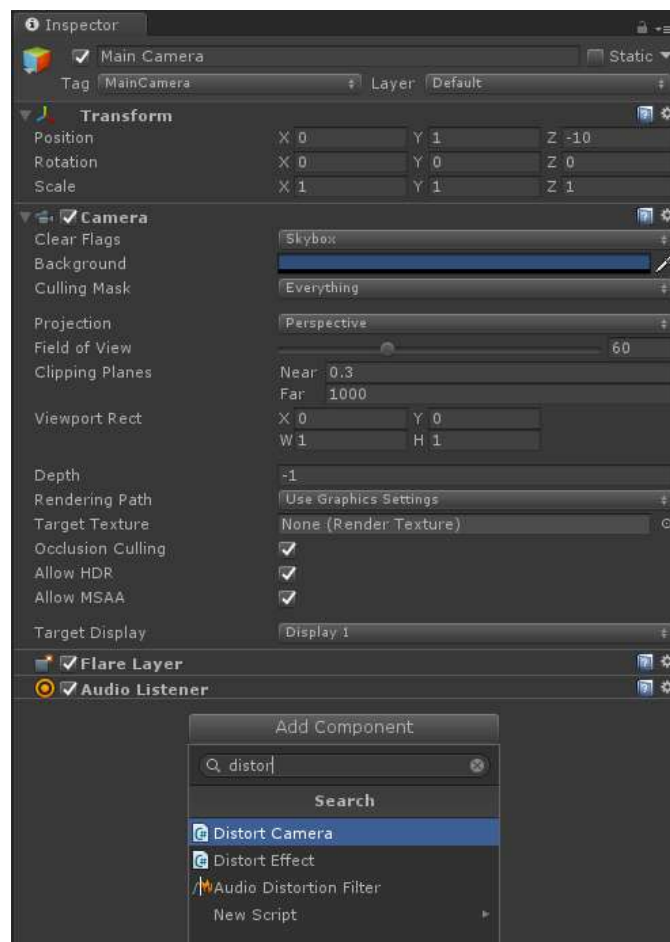 Inspector
Main Camera Static
Tag MainCamera Layer Default
Transform
Position X 0 Y 1 Z -10
Rotation X 0 Y 0 Z 0
Scale X 1 Y 1 Z 1
Camera
Clear Flags Skybox
Background
Culling Mask Everything
Projection Perspective
Field of View 60
Clipping Planes Near 0.3
Far 1000
Viewport Rect X 0 Y 0
W 1 H 1
Depth -1
Rendering Path Use Graphics Settings
Target Texture None (Render Texture)
Occlusion Culling
Allow HDR
Allow MSAA
Target Display Display 1
Flare Layer
Audio Listener
Add Component
distor
Search
Distort Camera
Distort Effect
Audio Distortion Filter
New Script